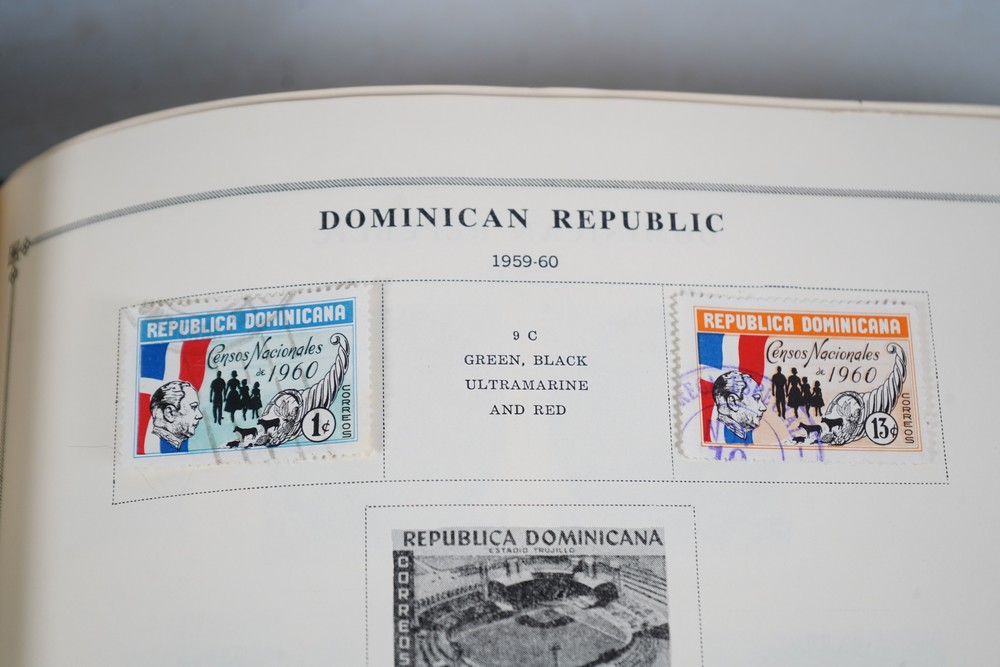 DOMINICAN REPUBLIC
1959-60
REPUBLICA DOMINICANA
Censos Nacionales
de 1960
CORREOS
1¢
9 C
GREEN, BLACK
ULTRAMARINE
AND RED
REPUBLICA DOMINICANA
Censos Nacionales
de 1960
CORREOS
13¢
REPUBLICA DOMINICANA
ESTADIO TRUJILLO
CORREOS